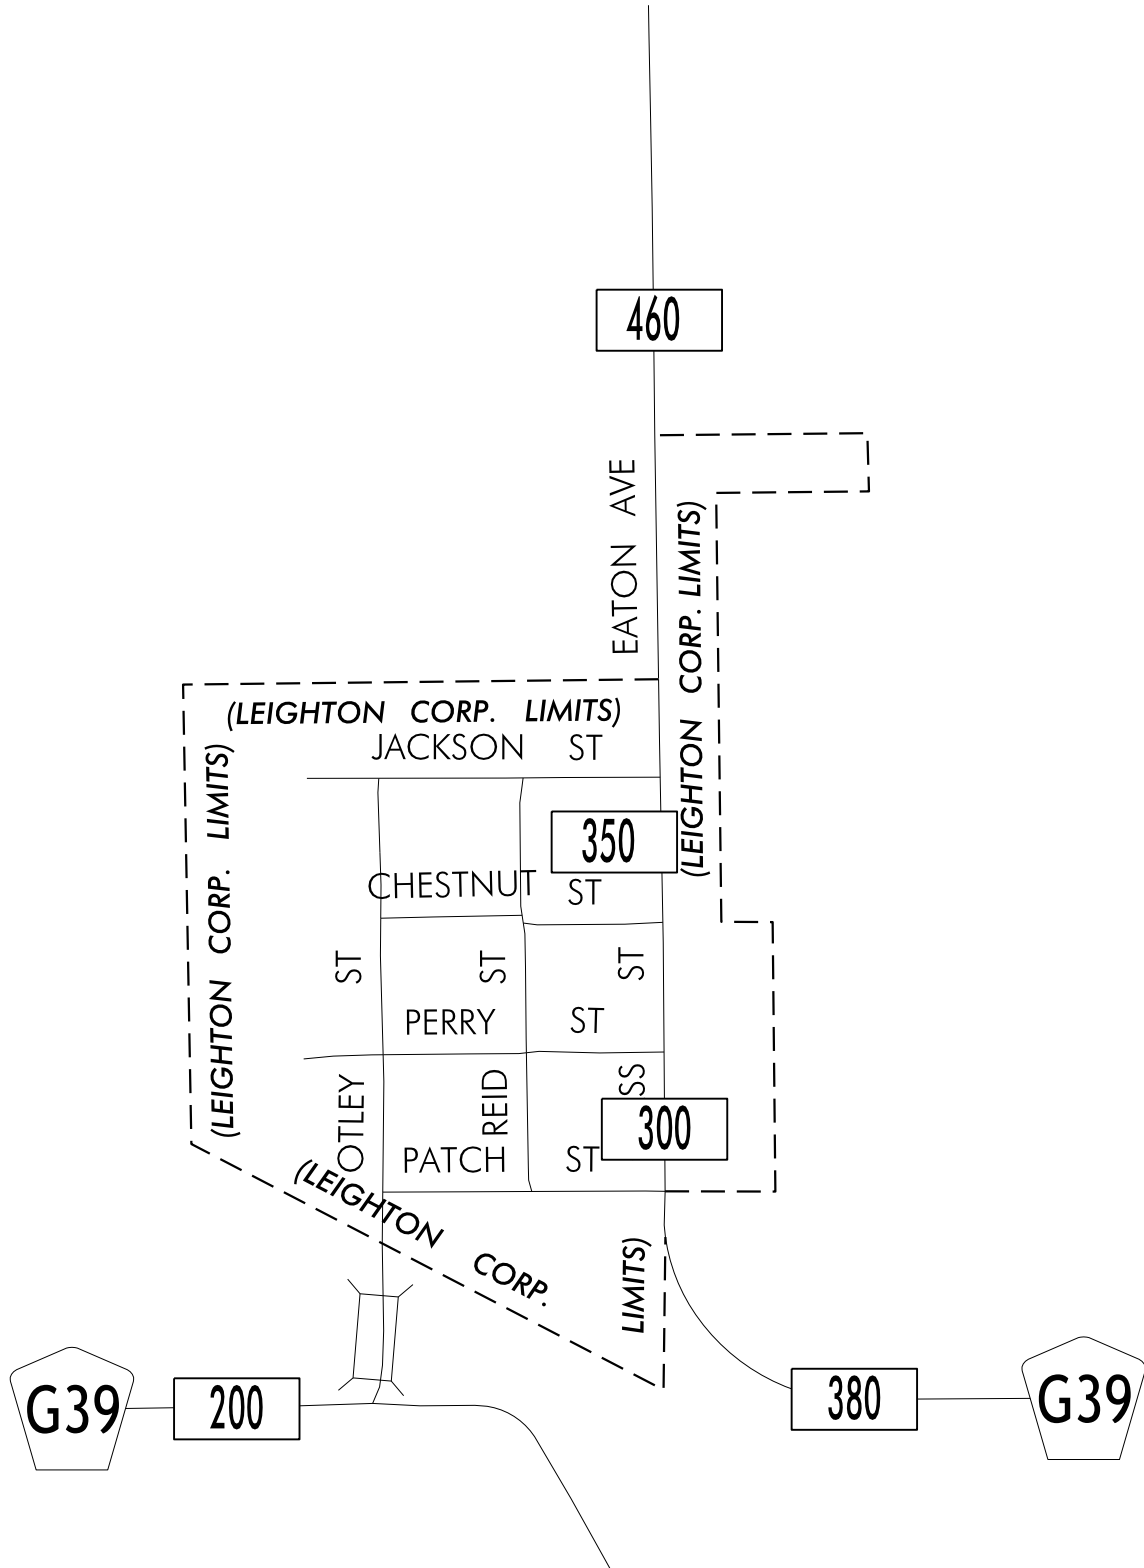 460
EATON AVE
(LEIGHTON CORP. LIMITS)
(LEIGHTON CORP. LIMITS)
JACKSON ST
(LEIGHTON CORP. LIMITS)
350
CHESTNUT ST
OTLEY ST
REID ST
SS ST
PERRY ST
300
PATCH ST
(LEIGHTON CORP. LIMITS)
G39
200
380
G39